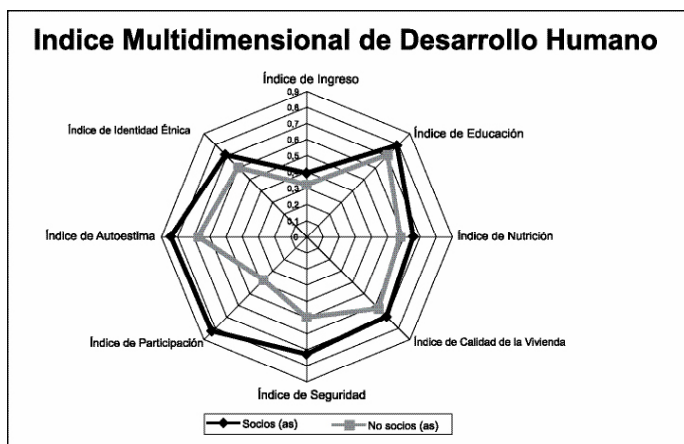 Indice Multidimensional de Desarrollo Humano
Índice de Ingreso
0,9
0,8
0,7
0,6
0,5
0,4
0,3
0,2
0,1
0
Índice de Identidad Étnica
Índice de Educación
Índice de Autoestima
Índice de Nutrición
Índice de Participación
Índice de Calidad de la Vivienda
Índice de Seguridad
Socios (as)
No socios (as)